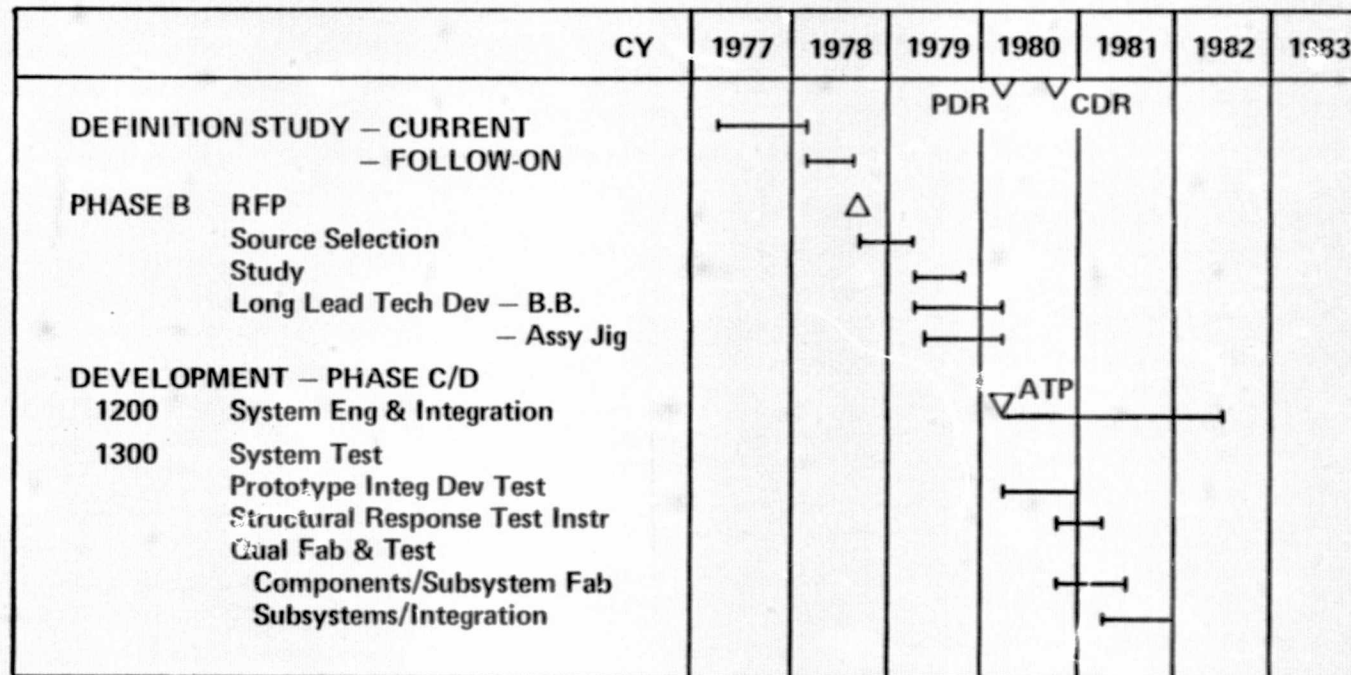 CY 1977 1978 1979 1980 1981 1982 1983
PDR CDR
DEFINITION STUDY – CURRENT
– FOLLOW-ON
PHASE B RFP
Source Selection
Study
Long Lead Tech Dev – B.B.
– Assy Jig
DEVELOPMENT – PHASE C/D
ATP
1200 System Eng & Integration
1300 System Test
Prototype Integ Dev Test
Structural Response Test Instr
Qual Fab & Test
Components/Subsystem Fab
Subsystems/Integration